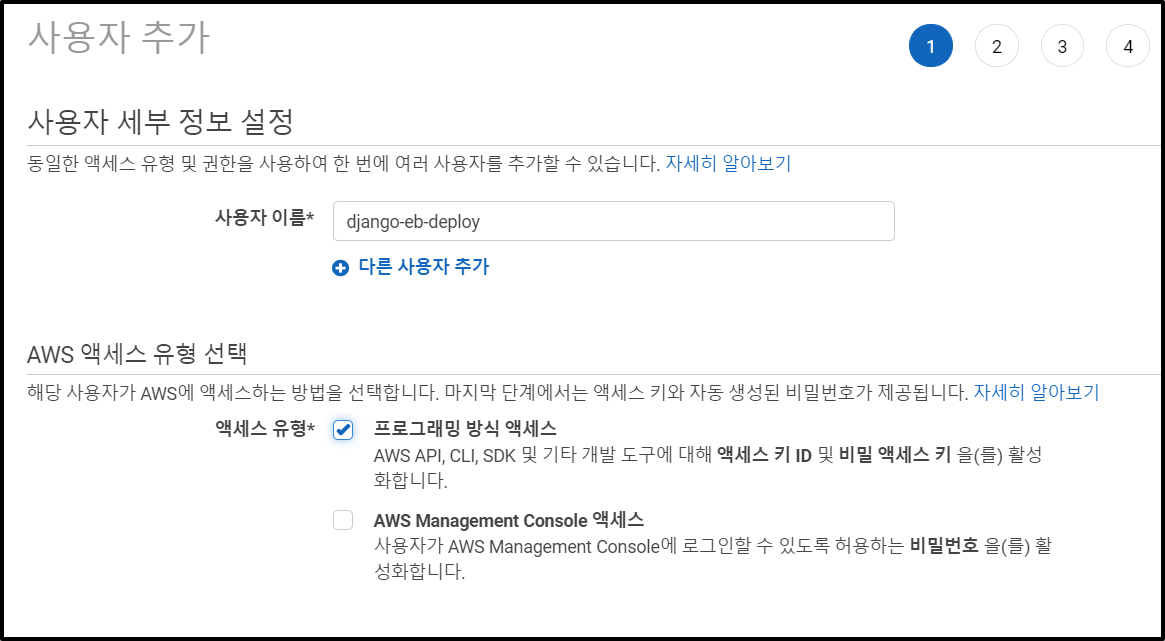 사용자 추가
1 2 3 4
사용자 세부 정보 설정
동일한 액세스 유형 및 권한을 사용하여 한 번에 여러 사용자를 추가할 수 있습니다. 자세히 알아보기
사용자 이름* django-eb-deploy
다른 사용자 추가
AWS 액세스 유형 선택
해당 사용자가 AWS에 액세스하는 방법을 선택합니다. 마지막 단계에서는 액세스 키와 자동 생성된 비밀번호가 제공됩니다. 자세히 알아보기
액세스 유형* 프로그래밍 방식 액세스
AWS API, CLI, SDK 및 기타 개발 도구에 대해 액세스 키 ID 및 비밀 액세스 키 을(를) 활성
화합니다.
AWS Management Console 액세스
사용자가 AWS Management Console에 로그인할 수 있도록 허용하는 비밀번호 을(를) 활
성화합니다.